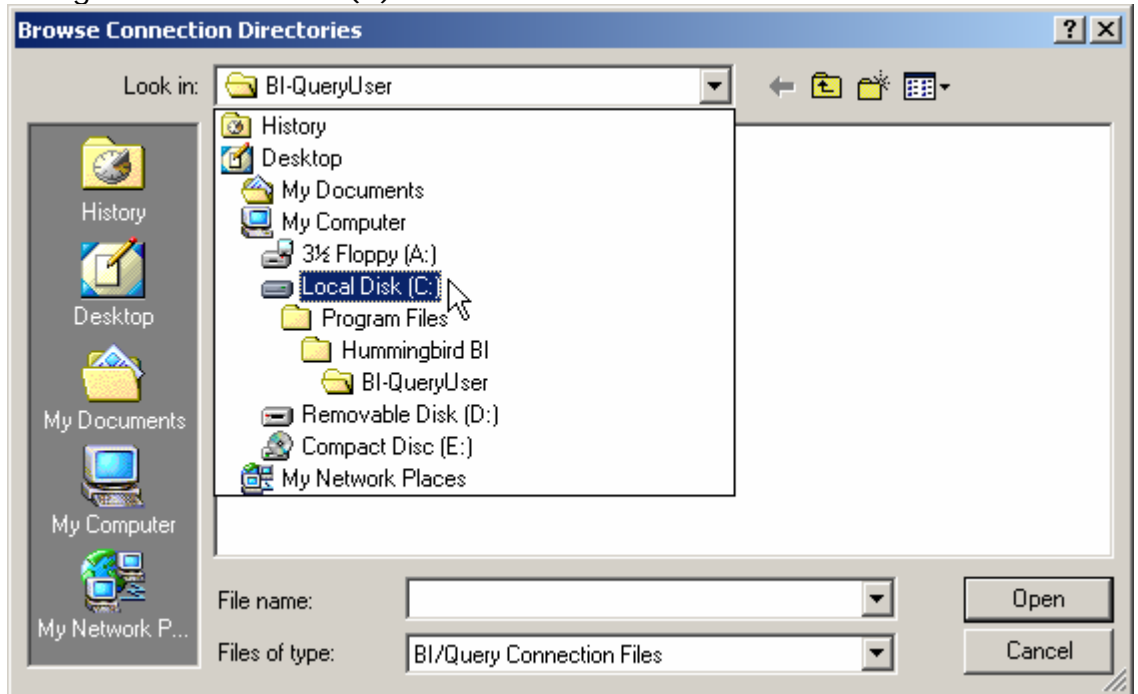 Browse Connection Directories
Look in:
BI-QueryUser
History
Desktop
My Documents
My Computer
3½ Floppy (A:)
Local Disk (C:)
Program Files
Hummingbird BI
BI-QueryUser
Removable Disk (D:)
Compact Disc (E:)
My Network Places
History
Desktop
My Documents
My Computer
My Network P...
File name:
Open
Files of type:
BI/Query Connection Files
Cancel